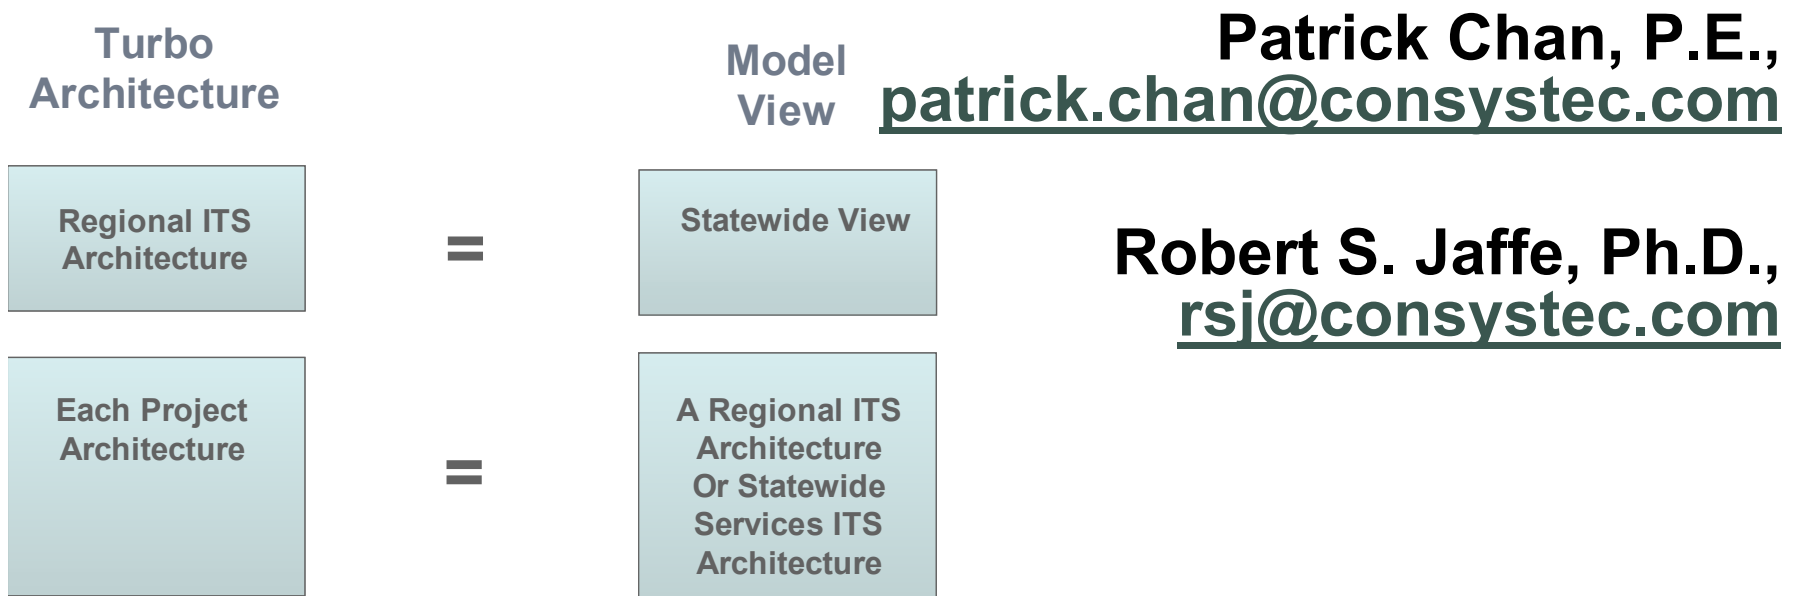 Turbo
Architecture
Model
View
Patrick Chan, P.E.,
patrick.chan@consystec.com
Regional ITS
Architecture
=
Statewide View
Robert S. Jaffe, Ph.D.,
rsj@consystec.com
Each Project
Architecture
=
A Regional ITS
Architecture
Or Statewide
Services ITS
Architecture